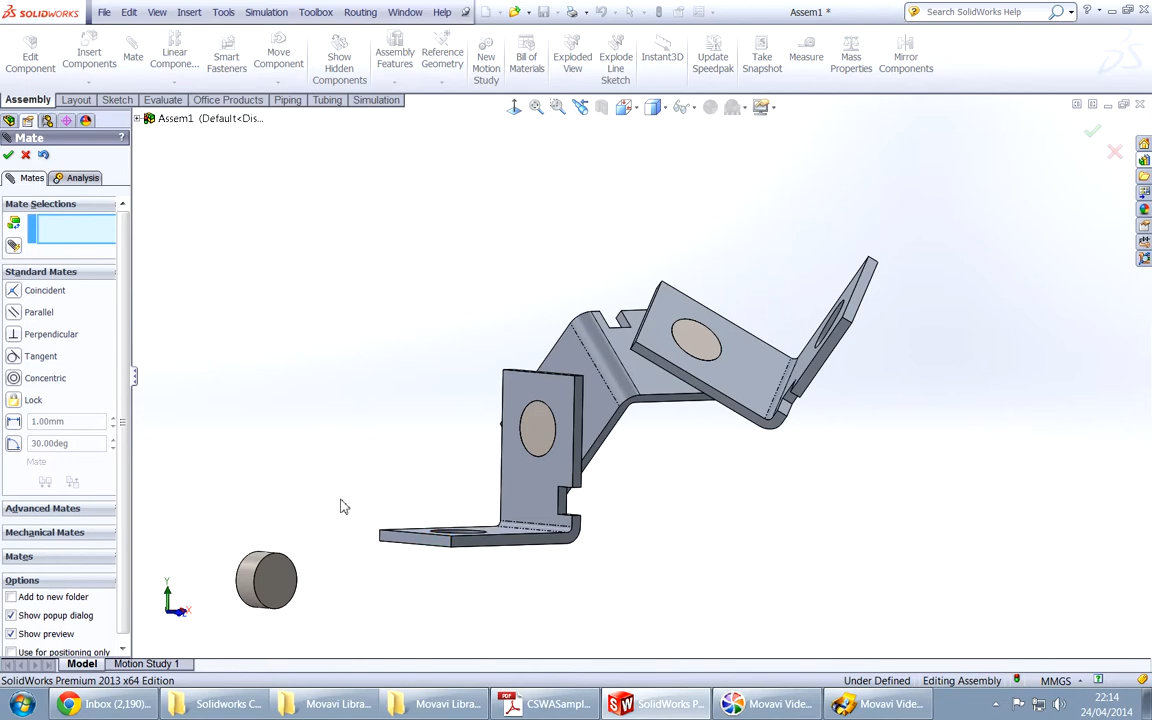 SOLIDWORKS File Edit View Insert Tools Simulation Toolbox Routing Window Help Assem1 * Search SolidWorks Help
Edit Component
Insert Components
Mate
Linear Compone...
Smart Fasteners
Move Component
Show Hidden Components
Assembly Features
Reference Geometry
New Motion Study
Bill of Materials
Exploded View
Explode Line Sketch
Instant3D
Update Speedpak
Take Snapshot
Measure
Mass Properties
Mirror Components
Assembly Layout Sketch Evaluate Office Products Piping Tubing Simulation
Assem1 (Default<Dis...
Mate ?
Mates Analysis
Mate Selections
Standard Mates
Coincident
Parallel
Perpendicular
Tangent
Concentric
Lock
1.00mm
30.00deg
Mate
Advanced Mates
Mechanical Mates
Mates
Options
Add to new folder
Show popup dialog
Show preview
Use for positioning only
Y
X
Z
Model Motion Study 1
SolidWorks Premium 2013 x64 Edition Under Defined Editing Assembly MMGS
Inbox (2,190)... Solidworks C... Movavi Libra... Movavi Libra... CSWASampl... SolidWorks P... Movavi Vide... Movavi Vide... 22:14
24/04/2014